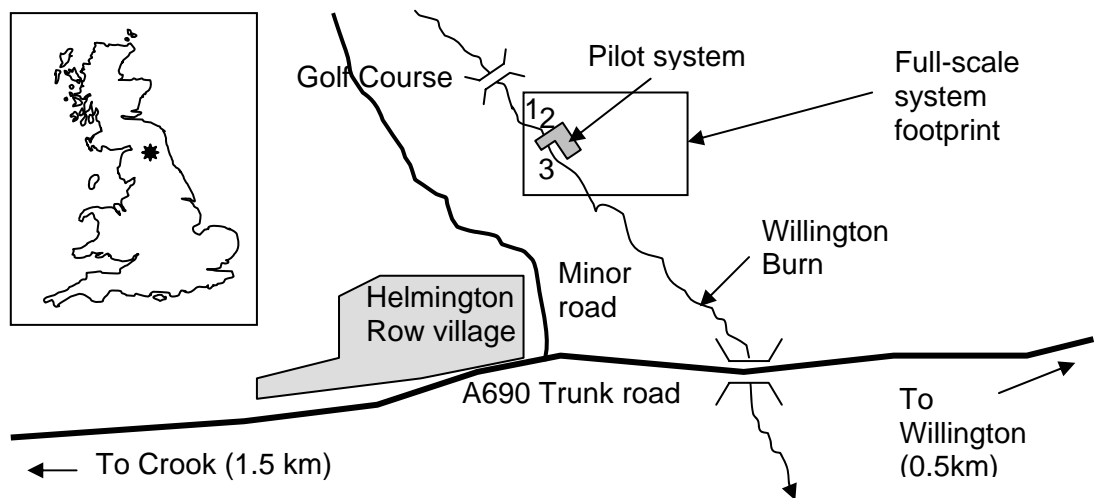 Golf Course
Pilot system
Full-scale
system
footprint
1
2
3
Willington
Burn
Minor
road
Helmington
Row village
A690 Trunk road
To Crook (1.5 km)
To
Willington
(0.5km)